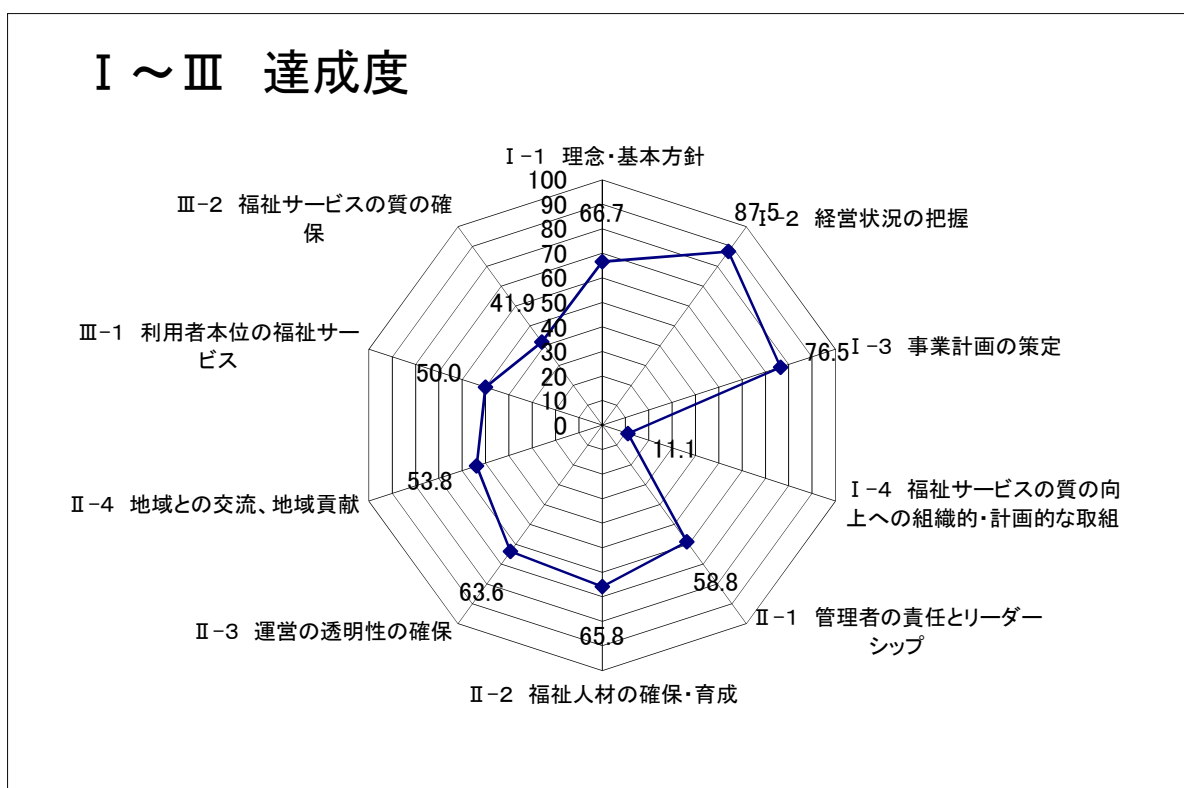 Ⅰ～Ⅲ　達成度
Ⅰ-1　理念・基本方針
100
90
80
70
60
50
40
30
20
10
0
66.7
87.5
Ⅰ-2　経営状況の把握
76.5
Ⅰ-3　事業計画の策定
11.1
Ⅰ-4　福祉サービスの質の向
上への組織的・計画的な取組
58.8
Ⅱ-1　管理者の責任とリーダー
シップ
65.8
Ⅱ-2　福祉人材の確保・育成
63.6
Ⅱ-3　運営の透明性の確保
53.8
Ⅱ-4　地域との交流、地域貢献
50.0
Ⅲ-1　利用者本位の福祉サー
ビス
41.9
Ⅲ-2　福祉サービスの質の確
保